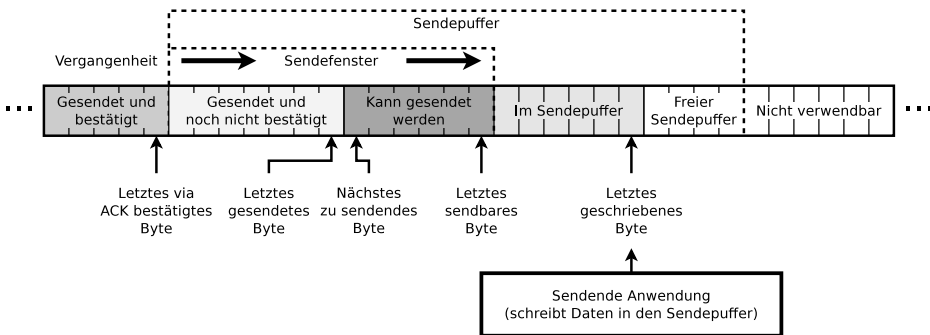 Sendepuffer
Vergangenheit
Sendefenster
Gesendet und
bestätigt
Gesendet und
noch nicht bestätigt
Kann gesendet
werden
Im Sendepuffer
Freier
Sendepuffer
Nicht verwendbar
Letztes via
ACK bestätigtes
Byte
Letztes
gesendetes
Byte
Nächstes
zu sendendes
Byte
Letztes
sendbares
Byte
Letztes
geschriebenes
Byte
Sendende Anwendung
(schreibt Daten in den Sendepuffer)